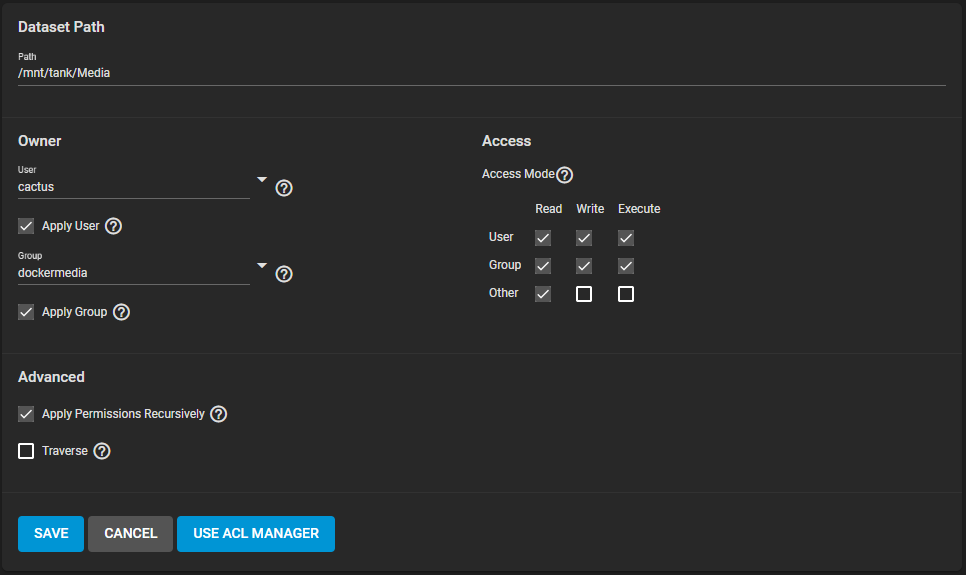 Dataset Path
Path
/mnt/tank/Media
Owner
User
cactus
Apply User ?
Group
dockermedia
Apply Group ?
Access
Access Mode ?
Read Write Execute
User
Group
Other
Advanced
Apply Permissions Recursively ?
Traverse ?
SAVE CANCEL USE ACL MANAGER